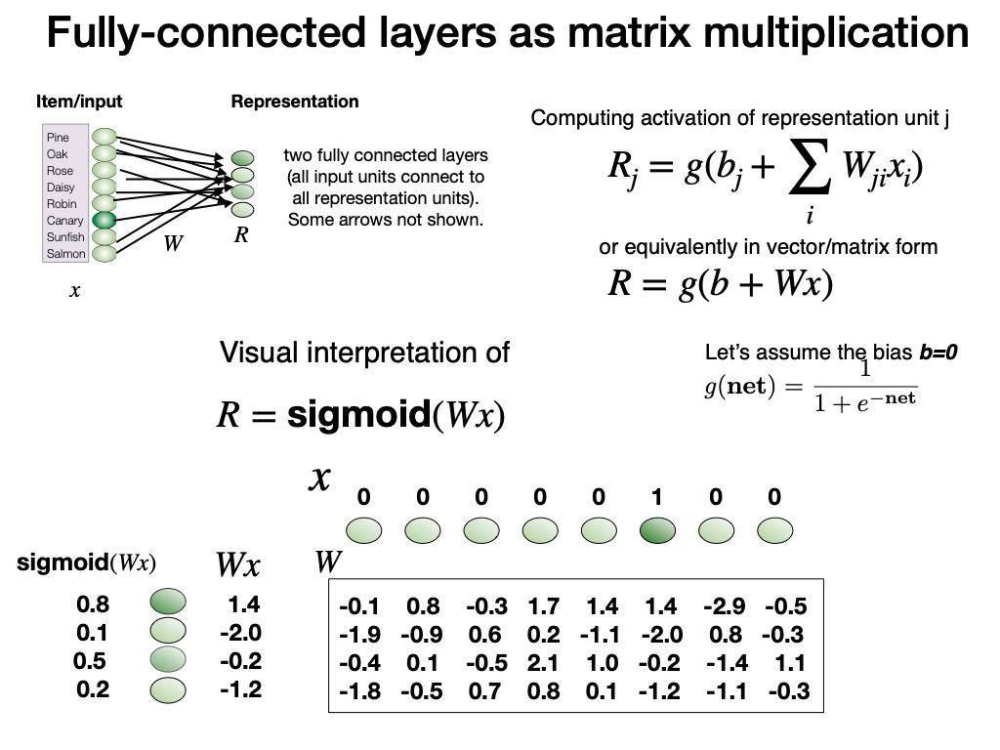 Fully-connected layers as matrix multiplication
Item/input
Representation
Pine
Oak
Rose
Daisy
Robin
Canary
Sunfish
Salmon
x
W
R
two fully connected layers
(all input units connect to
all representation units).
Some arrows not shown.
Computing activation of representation unit j
R_j = g(b_j + ∑_i W_{ji}x_i)
or equivalently in vector/matrix form
R = g(b + Wx)
Visual interpretation of
R = sigmoid(Wx)
Let's assume the bias b=0
g(net) = 1 / (1 + e^{−net})
x
0 0 0 0 0 1 0 0
sigmoid(Wx) Wx W
0.8 1.4 -0.1 0.8 -0.3 1.7 1.4 1.4 -2.9 -0.5
0.1 -2.0 -1.9 -0.9 0.6 0.2 -1.1 -2.0 0.8 -0.3
0.5 -0.2 -0.4 0.1 -0.5 2.1 1.0 -0.2 -1.4 1.1
0.2 -1.2 -1.8 -0.5 0.7 0.8 0.1 -1.2 -1.1 -0.3